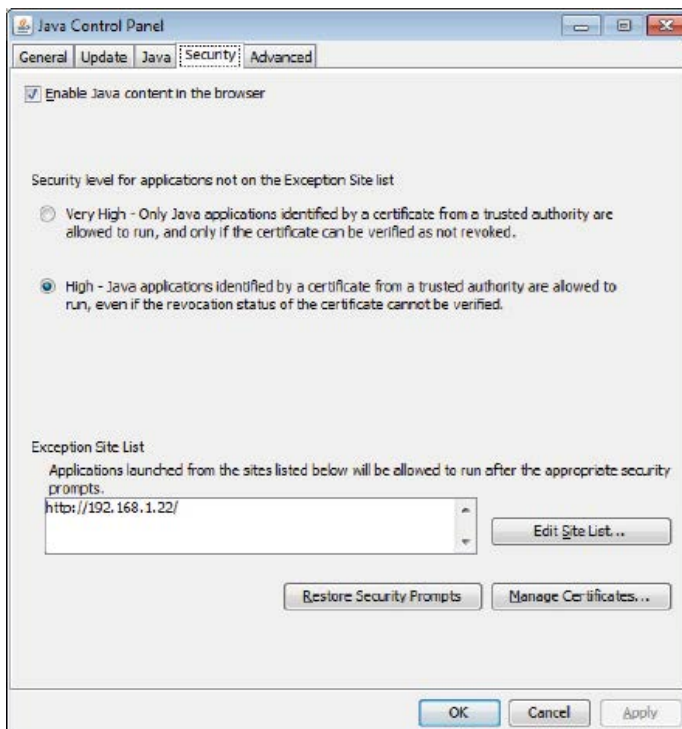 Java Control Panel
General Update Java Security Advanced
Enable Java content in the browser
Security level for applications not on the Exception Site list
Very High - Only Java applications identified by a certificate from a trusted authority are
allowed to run, and only if the certificate can be verified as not revoked.
High - Java applications identified by a certificate from a trusted authority are allowed to
run, even if the revocation status of the certificate cannot be verified.
Exception Site List
Applications launched from the sites listed below will be allowed to run after the appropriate security
prompts.
http://192.168.1.22/
Edit Site List...
Restore Security Prompts Manage Certificates...
OK Cancel Apply